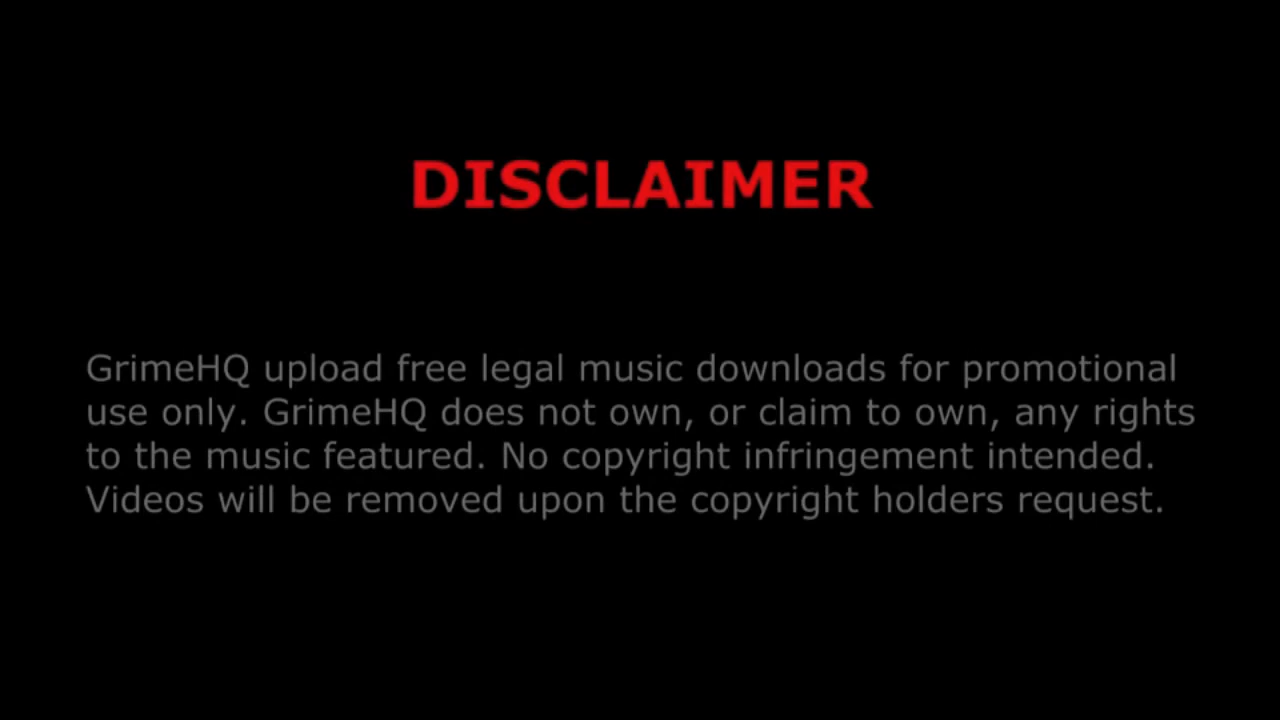 DISCLAIMER
GrimeHQ upload free legal music downloads for promotional
use only. GrimeHQ does not own, or claim to own, any rights
to the music featured. No copyright infringement intended.
Videos will be removed upon the copyright holders request.